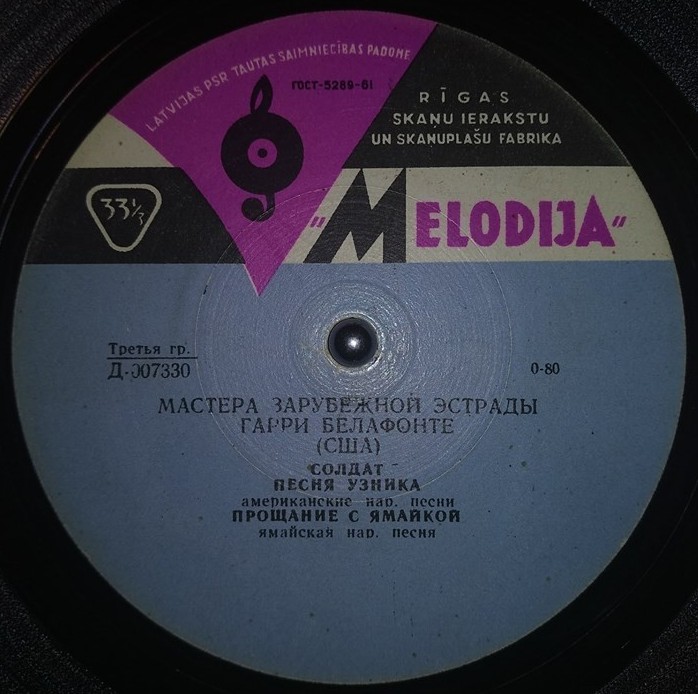 LATVIJAS PSR TAUTAS SAIMNIECĪBAS PADOME
ГОСТ-5289-61
RĪGAS
SKAŅU IERAKSTU
UN SKAŅUPLAŠU FABRIKA
33⅓
"MELODIJA"
Третья гр.
Д-007330
0-80
МАСТЕРА ЗАРУБЕЖНОЙ ЭСТРАДЫ
ГАРРИ БЕЛАФОНТЕ
(США)
СОЛДАТ
ПЕСНЯ УЗНИКА
американские нар. песни
ПРОЩАНИЕ С ЯМАЙКОЙ
ямайская нар. песня